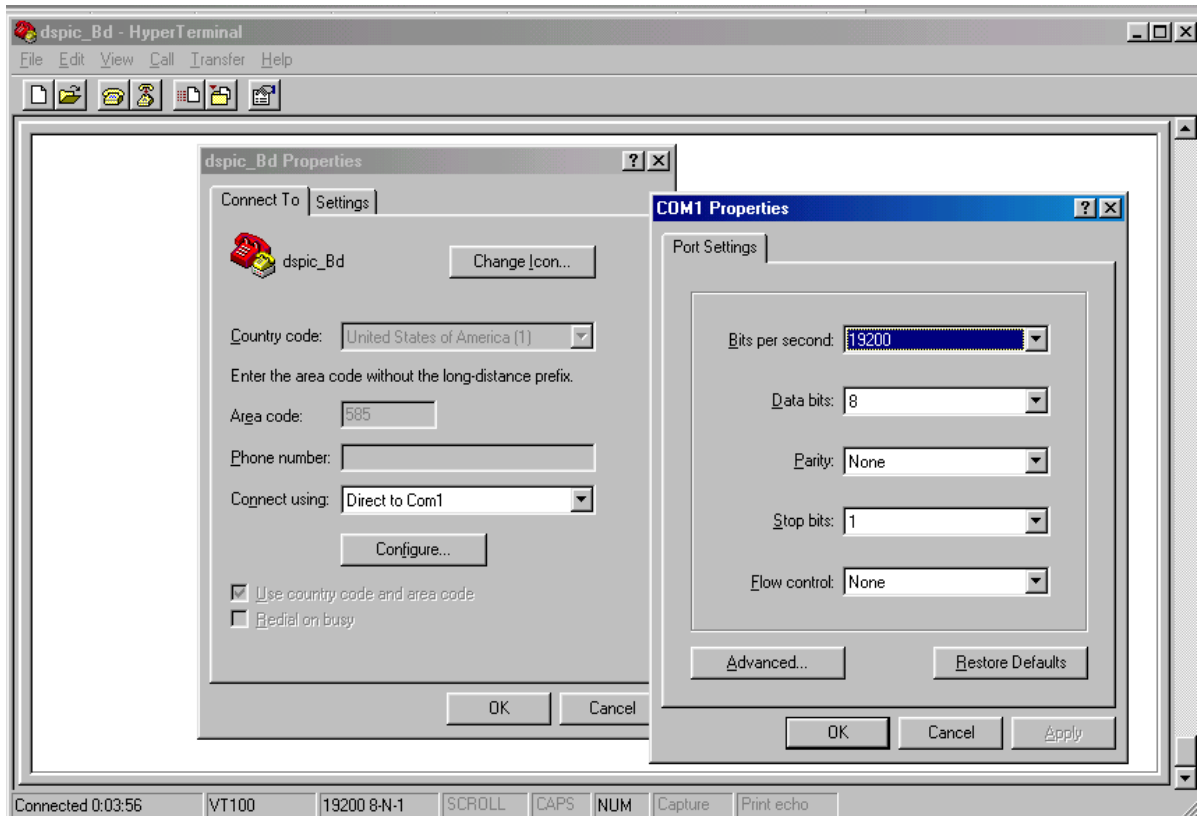 dspic_Bd - HyperTerminal
File Edit View Call Transfer Help
dspic_Bd Properties
Connect To Settings
dspic_Bd
Change Icon...
Country code: United States of America (1)
Enter the area code without the long-distance prefix.
Area code: 585
Phone number:
Connect using: Direct to Com1
Configure...
Use country code and area code
Redial on busy
OK Cancel
COM1 Properties
Port Settings
Bits per second: 19200
Data bits: 8
Parity: None
Stop bits: 1
Flow control: None
Advanced... Restore Defaults
OK Cancel Apply
Connected 0:03:56 VT100 19200 8-N-1 SCROLL CAPS NUM Capture Print echo